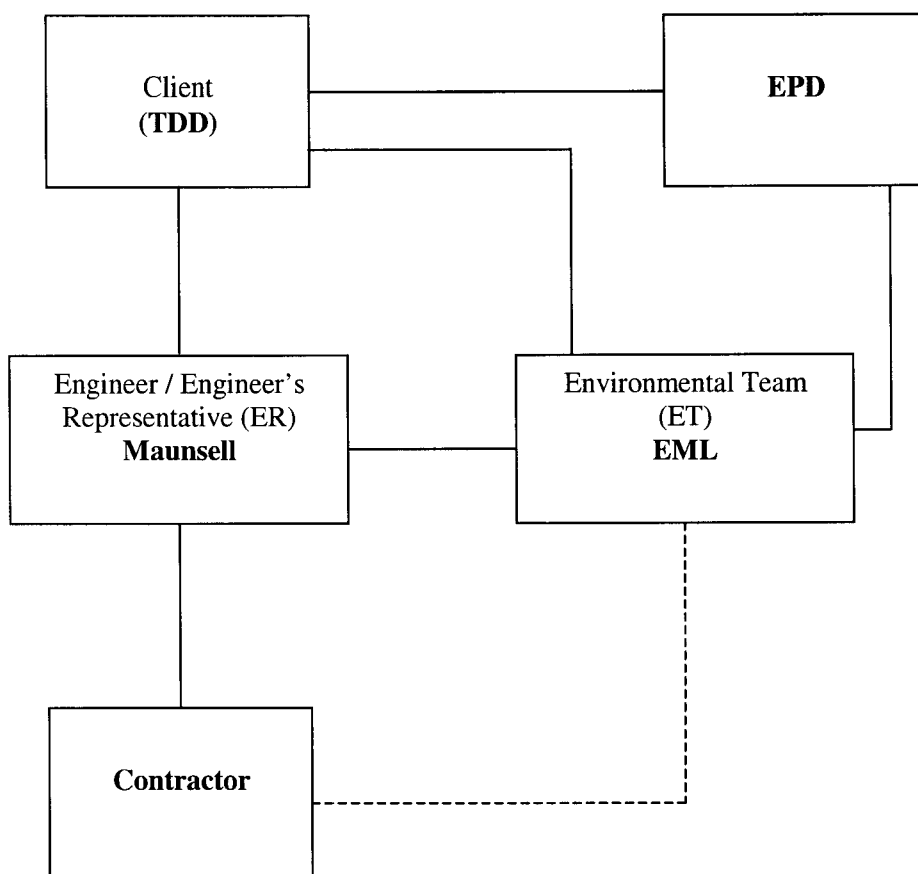 Client
(TDD)
EPD
Engineer / Engineer's
Representative (ER)
Maunsell
Environmental Team
(ET)
EML
Contractor